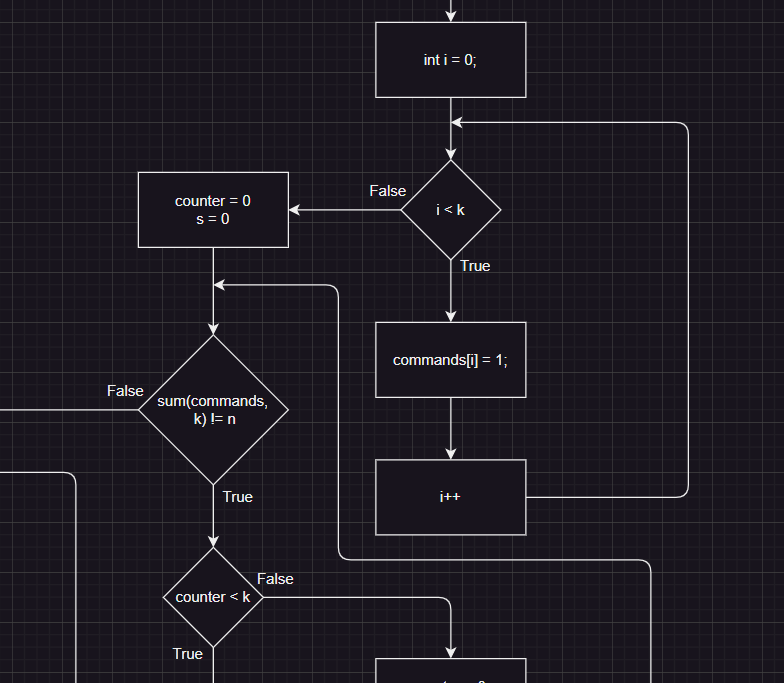 int i = 0;
False
i < k
counter = 0
s = 0
True
commands[i] = 1;
False
sum(commands,
k) != n
i++
True
False
counter < k
True